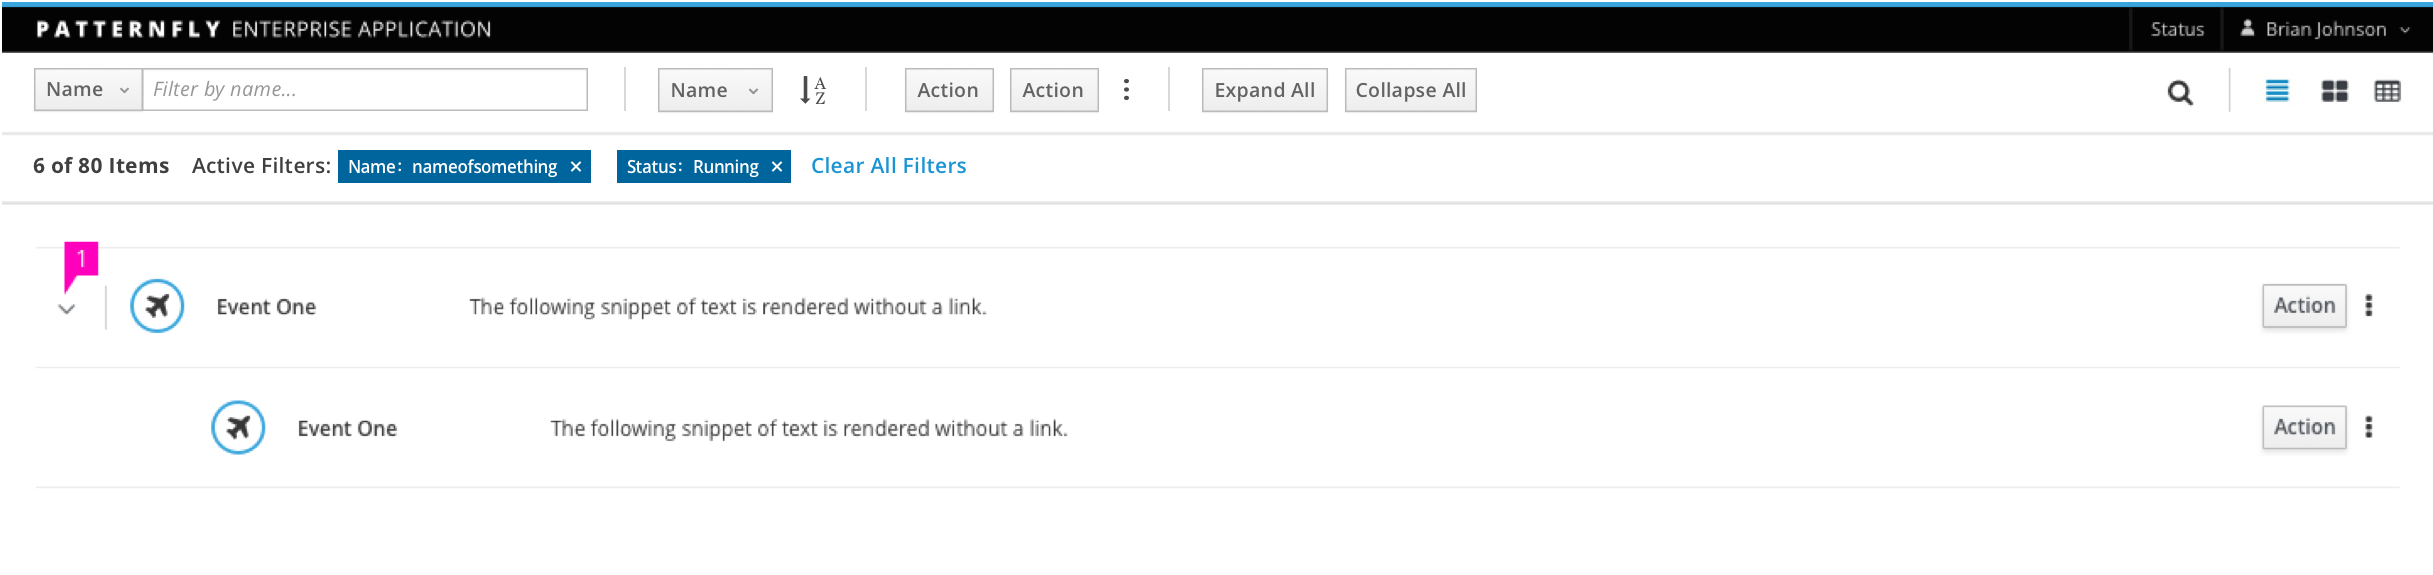 PATTERNFLY ENTERPRISE APPLICATION Status Brian Johnson
Name Filter by name... Name A Z Action Action Expand All Collapse All
6 of 80 Items Active Filters: Name: nameofsomething × Status: Running × Clear All Filters
1
Event One The following snippet of text is rendered without a link. Action
Event One The following snippet of text is rendered without a link. Action